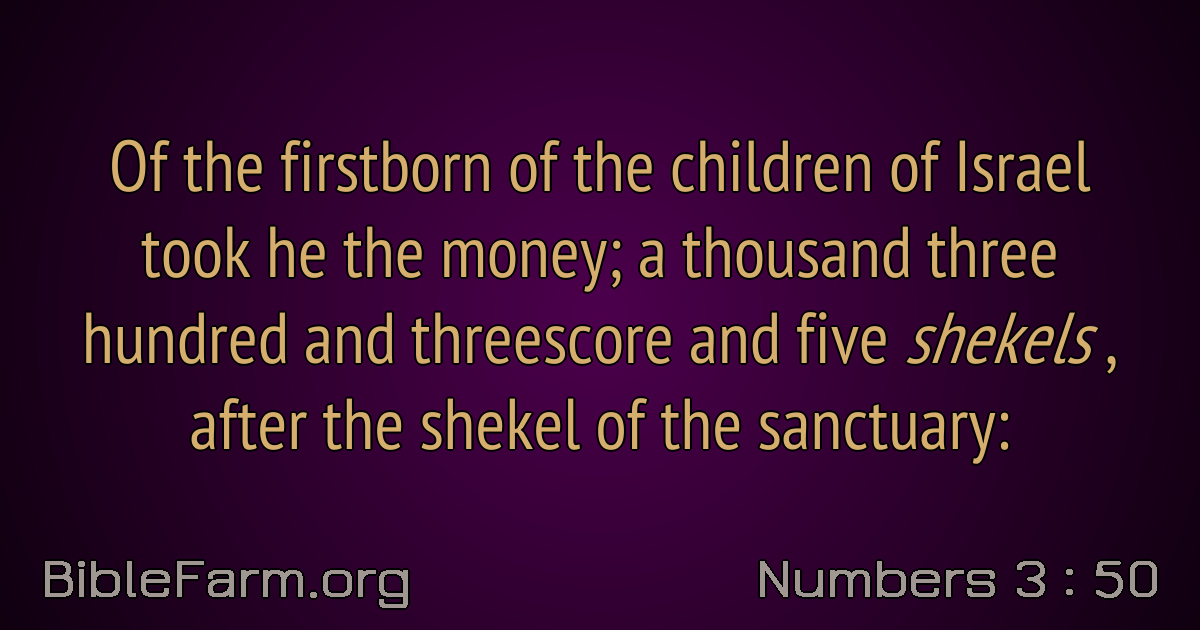 Of the firstborn of the children of Israel
took he the money; a thousand three
hundred and threescore and five shekels ,
after the shekel of the sanctuary:
BibleFarm.org
Numbers 3 : 50